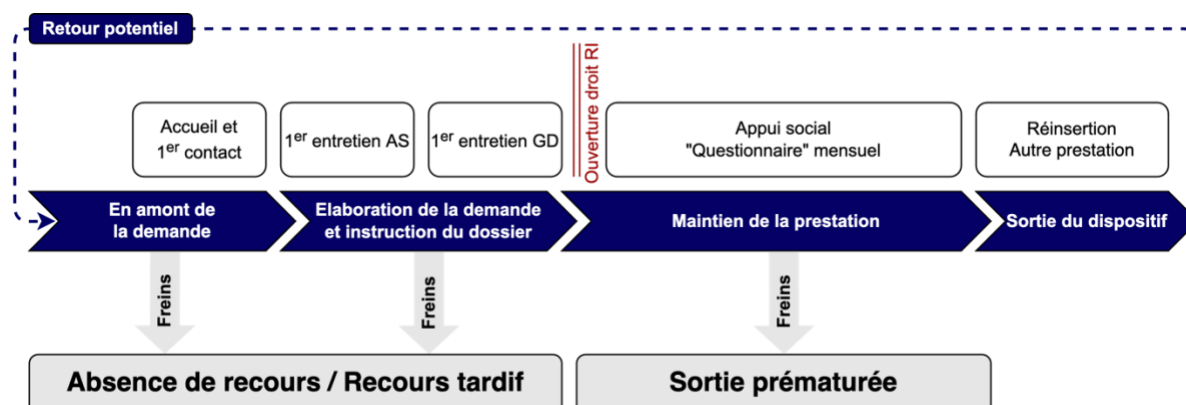 Retour potentiel
Ouverture droit RI
Accueil et
1er contact
1er entretien AS
1er entretien GD
Appui social
"Questionnaire" mensuel
Réinsertion
Autre prestation
En amont de
la demande
Elaboration de la demande
et instruction du dossier
Maintien de la prestation
Sortie du dispositif
Freins
Freins
Freins
Absence de recours / Recours tardif
Sortie prématurée